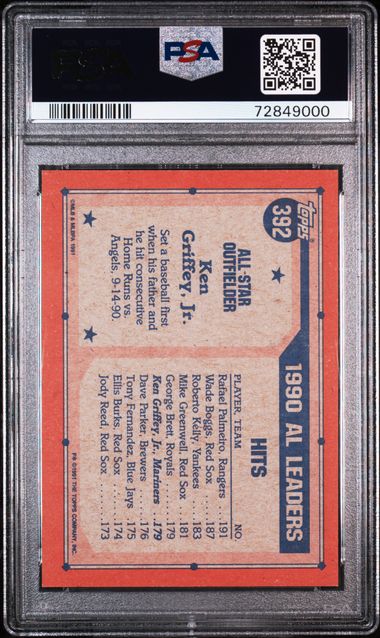 PSA
PSA
72849000
topps
392
ALL-STAR
OUTFIELDER
Ken
Griffey, Jr.
Set a baseball first
when his father and
he hit consecutive
Home Runs vs.
Angels, 9-14-90.
©MLB & MLBPA 1991
1990 AL LEADERS
HITS
PLAYER, TEAM NO.
Rafael Palmeiro, Rangers . . 191
Wade Boggs, Red Sox . . . . 187
Roberto Kelly, Yankees . . . 183
Mike Greenwell, Red Sox . . 181
George Brett, Royals . . . . 179
Ken Griffey Jr., Mariners . 179
Dave Parker, Brewers . . . . 176
Tony Fernandez, Blue Jays . 175
Ellis Burks, Red Sox . . . . 174
Jody Reed, Red Sox . . . . . 173
F* ©1991 THE TOPPS COMPANY, INC.